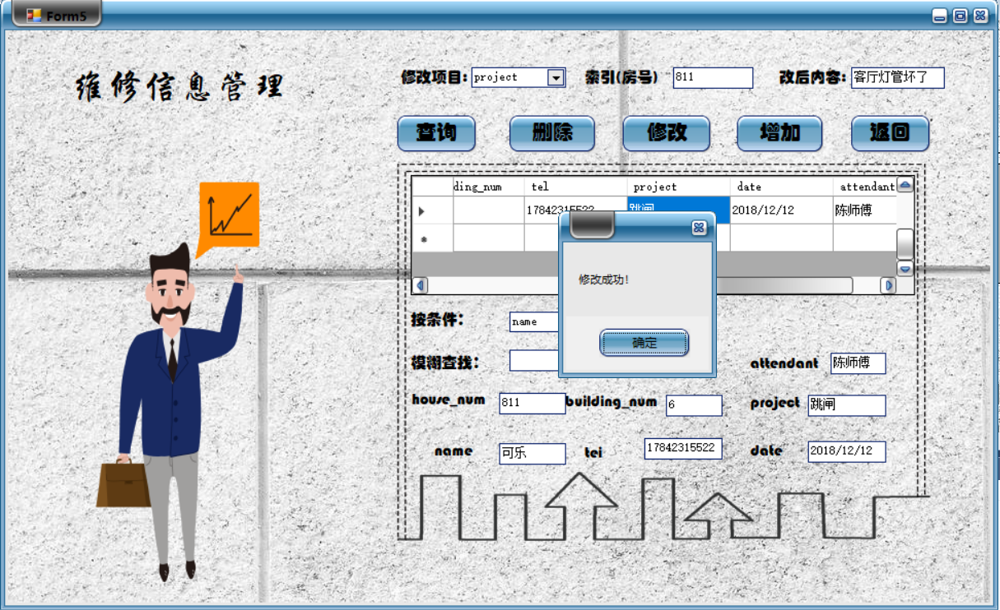 Form5
维修信息管理
修改项目: project 索引(房号) 811 改后内容: 客厅灯管坏了
查询 删除 修改 增加 返回
ding_num tel project date attendant
17842315522 跳闸 2018/12/12 陈师傅
修改成功!
确定
按条件: name
模糊查找:
attendant 陈师傅
house_num 811 building_num 6 project 跳闸
name 可乐 tel 17842315522 date 2018/12/12